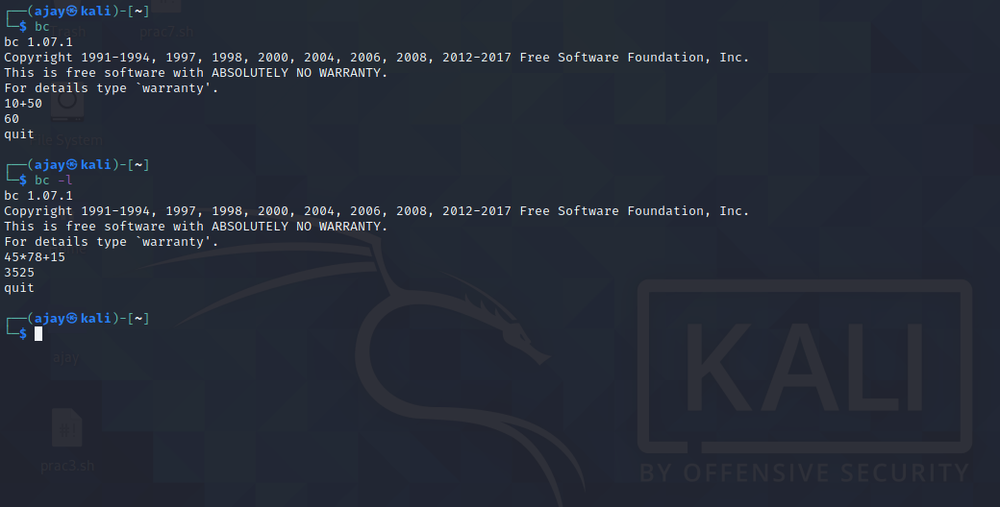 ┌──(ajay㉿kali)-[~]
└─$ bc
bc 1.07.1
Copyright 1991-1994, 1997, 1998, 2000, 2004, 2006, 2008, 2012-2017 Free Software Foundation, Inc.
This is free software with ABSOLUTELY NO WARRANTY.
For details type `warranty'.
10+50
60
quit
┌──(ajay㉿kali)-[~]
└─$ bc -l
bc 1.07.1
Copyright 1991-1994, 1997, 1998, 2000, 2004, 2006, 2008, 2012-2017 Free Software Foundation, Inc.
This is free software with ABSOLUTELY NO WARRANTY.
For details type `warranty'.
45*78+15
3525
quit
┌──(ajay㉿kali)-[~]
└─$
prac7.sh
System
ajay
prac3.sh
KALI
BY OFFENSIVE SECURITY